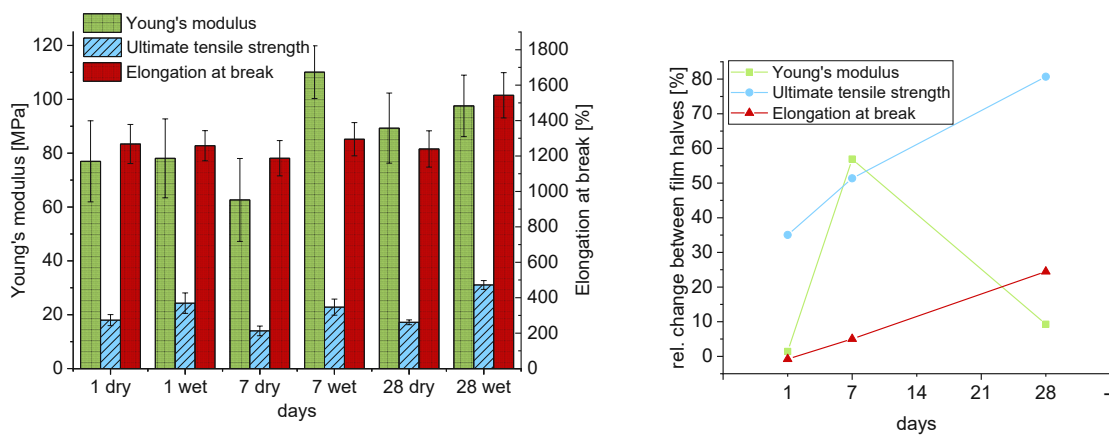 Young's modulus
Ultimate tensile strength
Elongation at break
120
100
80
60
40
20
0
Young's modulus [MPa]
1800
1600
1400
1200
1000
800
600
400
200
0
Elongation at break [%]
1 dry 1 wet 7 dry 7 wet 28 dry 28 wet
days
Young's modulus
Ultimate tensile strength
Elongation at break
80
70
60
50
40
30
20
10
0
rel. change between film halves [%]
1 7 14 21 28
days